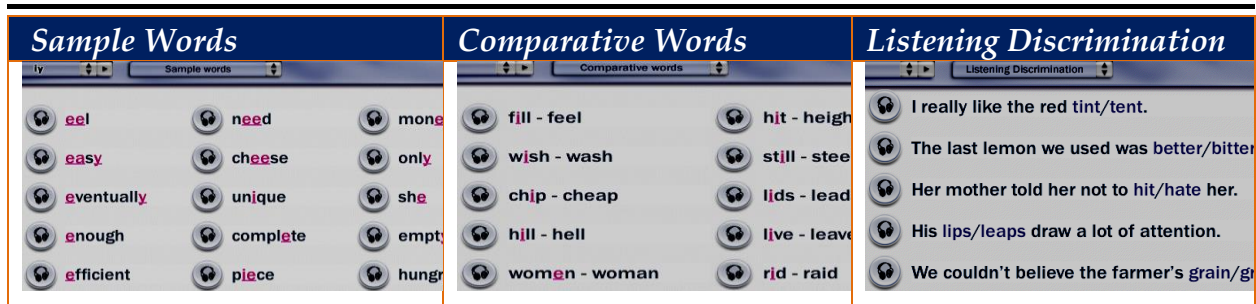 Sample Words
Comparative Words
Listening Discrimination
iy
Sample words
eel need
easy cheese only
eventually unique she
enough complete
efficient piece
Comparative words
fill - feel
wish - wash still
chip - cheap lids - lead
hill - hell
women - woman rid - raid
hit
live
Listening Discrimination
I really like the red tint/tent.
The last lemon we used was better/bitter
Her mother told her not to hit/hate her.
His lips/leaps draw a lot of attention.
We couldn't believe the farmer's grain/